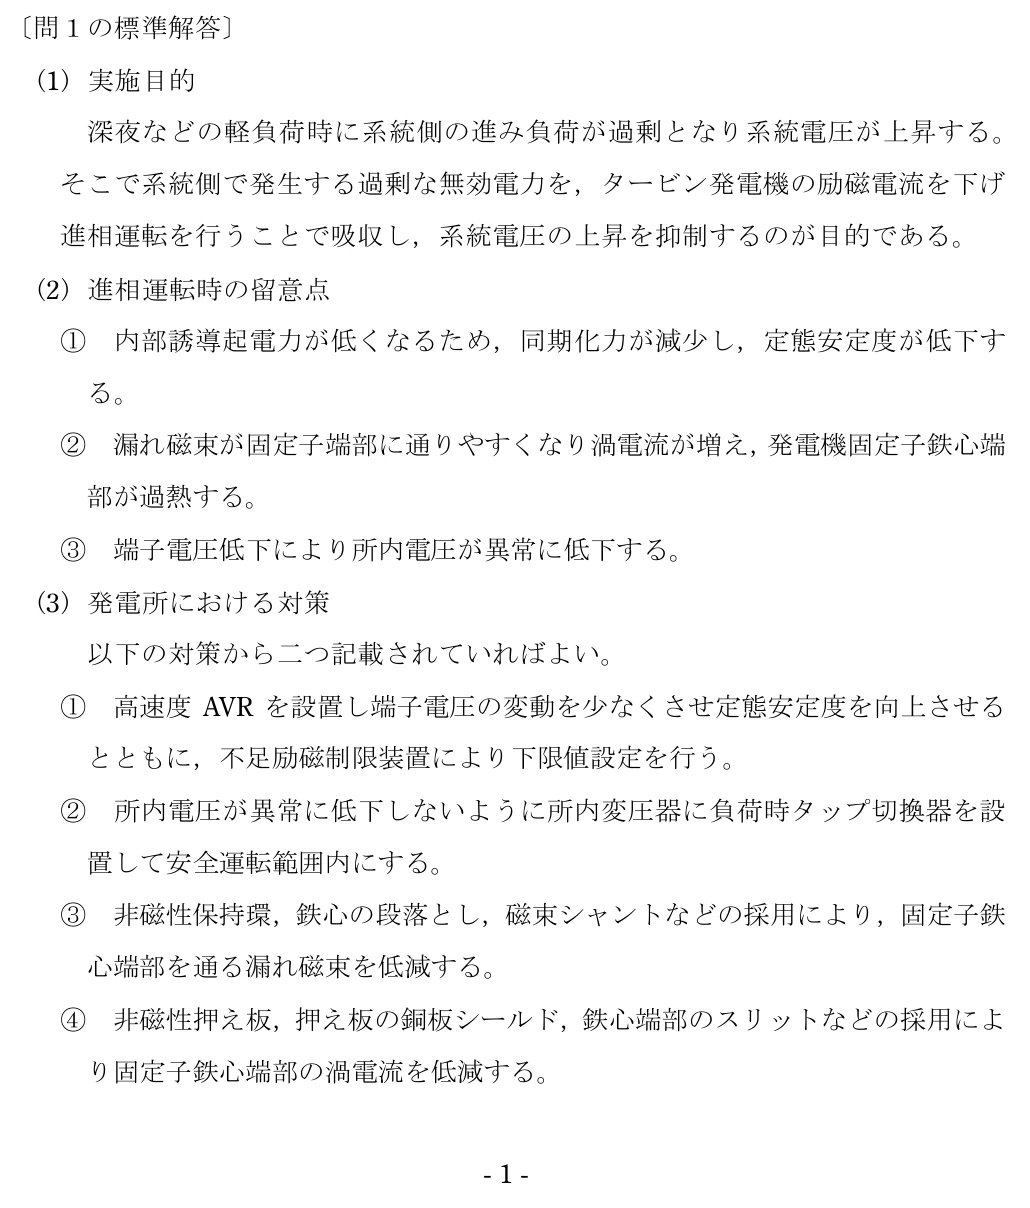 〔問１の標準解答〕
(1) 実施目的
深夜などの軽負荷時に系統側の進み負荷が過剰となり系統電圧が上昇する。
そこで系統側で発生する過剰な無効電力を，タービン発電機の励磁電流を下げ
進相運転を行うことで吸収し，系統電圧の上昇を抑制するのが目的である。
(2) 進相運転時の留意点
① 内部誘導起電力が低くなるため，同期化力が減少し，定態安定度が低下す
る。
② 漏れ磁束が固定子端部に通りやすくなり渦電流が増え，発電機固定子鉄心端
部が過熱する。
③ 端子電圧低下により所内電圧が異常に低下する。
(3) 発電所における対策
以下の対策から二つ記載されていればよい。
① 高速度 AVR を設置し端子電圧の変動を少なくさせ定態安定度を向上させる
とともに，不足励磁制限装置により下限値設定を行う。
② 所内電圧が異常に低下しないように所内変圧器に負荷時タップ切換器を設
置して安全運転範囲内にする。
③ 非磁性保持環，鉄心の段落とし，磁束シャントなどの採用により，固定子鉄
心端部を通る漏れ磁束を低減する。
④ 非磁性押え板，押え板の銅板シールド，鉄心端部のスリットなどの採用によ
り固定子鉄心端部の渦電流を低減する。
- 1 -